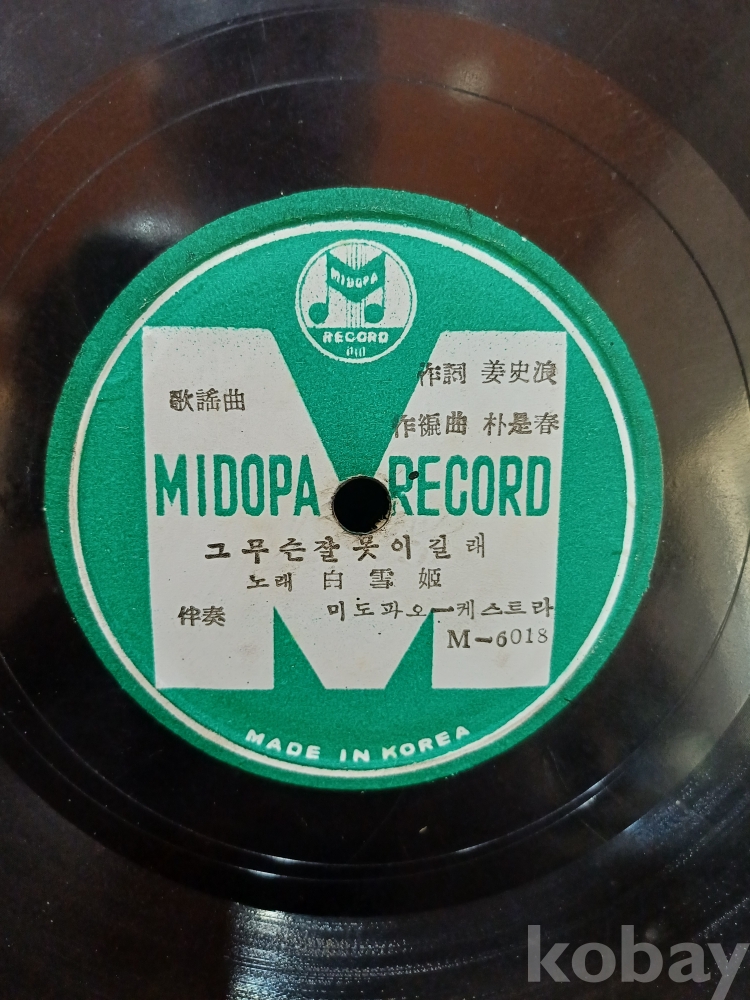 MIDOPA
RECORD
歌謠曲
作詞 姜史浪
作編曲 朴是春
MIDOPA RECORD
그무슨잘못이길래
노래 白雪姬
伴奏 미도파오ー케스트라
M-6018
MADE IN KOREA
kobay